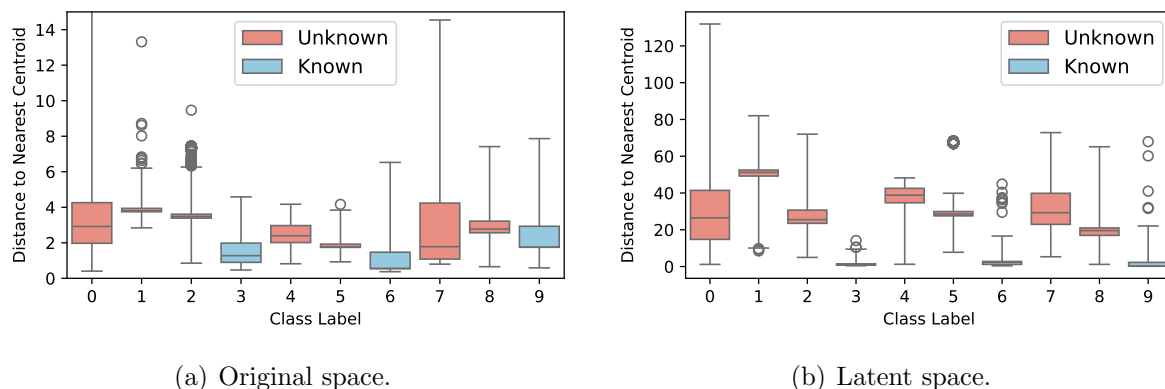 14
12
10
8
6
4
2
0
Distance to Nearest Centroid
Unknown
Known
0 1 2 3 4 5 6 7 8 9
Class Label
(a) Original space.
120
100
80
60
40
20
0
Distance to Nearest Centroid
Unknown
Known
0 1 2 3 4 5 6 7 8 9
Class Label
(b) Latent space.